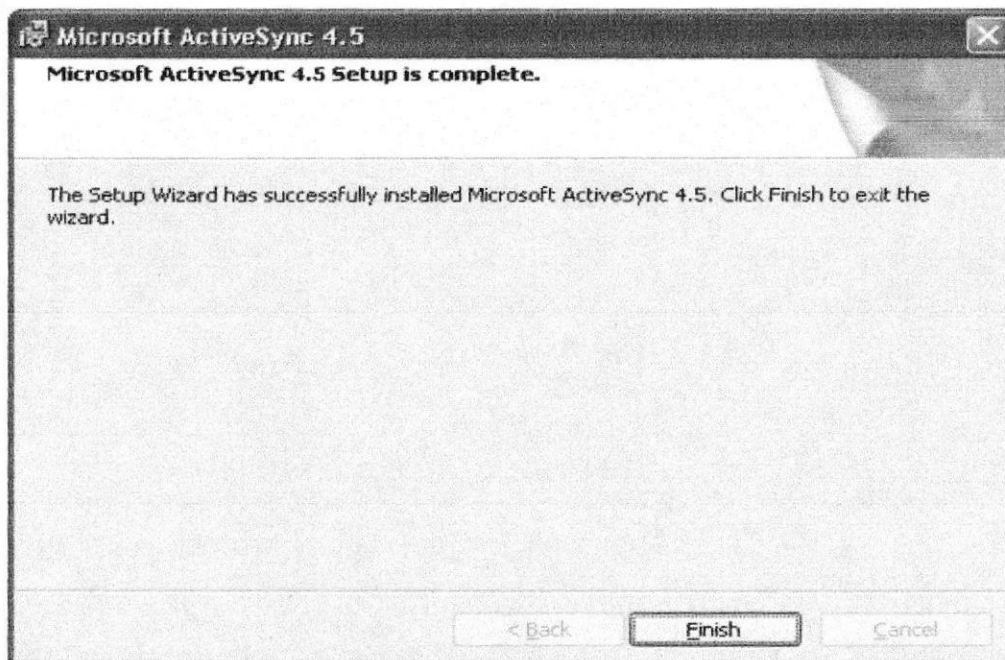 Microsoft ActiveSync 4.5
Microsoft ActiveSync 4.5 Setup is complete.
The Setup Wizard has successfully installed Microsoft ActiveSync 4.5. Click Finish to exit the
wizard.
< Back Finish Cancel